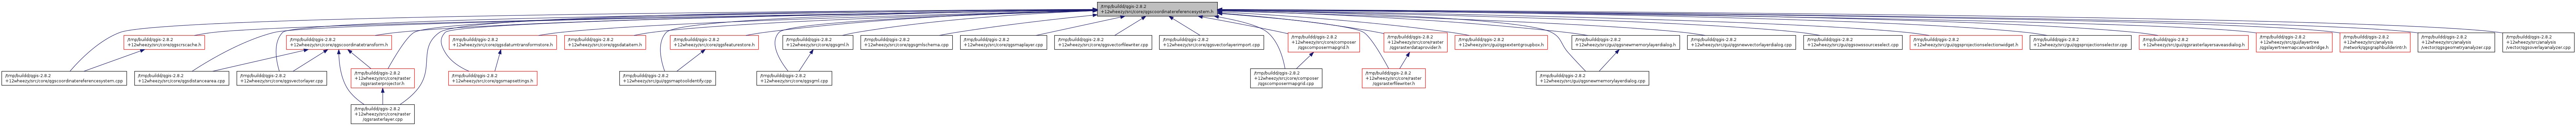 /tmp/buildd/qgis-2.8.2
+12wheezy/src/core/qgscoordinatereferencesystem.h
/tmp/buildd/qgis-2.8.2
+12wheezy/src/core/qgscrscache.h
/tmp/buildd/qgis-2.8.2
+12wheezy/src/core/qgscoordinatetransform.h
/tmp/buildd/qgis-2.8.2
+12wheezy/src/core/qgsdatumtransformstore.h
/tmp/buildd/qgis-2.8.2
+12wheezy/src/core/qgsdataitem.h
/tmp/buildd/qgis-2.8.2
+12wheezy/src/core/qgsfeaturestore.h
/tmp/buildd/qgis-2.8.2
+12wheezy/src/core/qgsgml.h
/tmp/buildd/qgis-2.8.2
+12wheezy/src/core/qgsgmlschema.cpp
/tmp/buildd/qgis-2.8.2
+12wheezy/src/core/qgsmaplayer.cpp
/tmp/buildd/qgis-2.8.2
+12wheezy/src/core/qgsvectorfilewriter.cpp
/tmp/buildd/qgis-2.8.2
+12wheezy/src/core/qgsvectorlayerimport.cpp
/tmp/buildd/qgis-2.8.2
+12wheezy/src/core/composer
/qgscomposermapgrid.h
/tmp/buildd/qgis-2.8.2
+12wheezy/src/core/raster
/qgsrasterdataprovider.h
/tmp/buildd/qgis-2.8.2
+12wheezy/src/gui/qgsextentgroupbox.h
/tmp/buildd/qgis-2.8.2
+12wheezy/src/gui/qgsnewmemorylayerdialog.h
/tmp/buildd/qgis-2.8.2
+12wheezy/src/gui/qgsnewvectorlayerdialog.cpp
/tmp/buildd/qgis-2.8.2
+12wheezy/src/gui/qgsowssourceselect.cpp
/tmp/buildd/qgis-2.8.2
+12wheezy/src/gui/qgsprojectionselectionwidget.h
/tmp/buildd/qgis-2.8.2
+12wheezy/src/gui/qgsprojectionselector.cpp
/tmp/buildd/qgis-2.8.2
+12wheezy/src/gui/qgsrasterlayersaveasdialog.h
/tmp/buildd/qgis-2.8.2
+12wheezy/src/gui/layertree
/qgslayertreemapcanvasbridge.h
/tmp/buildd/qgis-2.8.2
+12wheezy/src/analysis
/network/qgsgraphbuilderintr.h
/tmp/buildd/qgis-2.8.2
+12wheezy/src/analysis
/vector/qgsgeometryanalyzer.cpp
/tmp/buildd/qgis-2.8.2
+12wheezy/src/analysis
/vector/qgsoverlayanalyzer.cpp
/tmp/buildd/qgis-2.8.2
+12wheezy/src/core/qgscoordinatereferencesystem.cpp
/tmp/buildd/qgis-2.8.2
+12wheezy/src/core/qgsdistancearea.cpp
/tmp/buildd/qgis-2.8.2
+12wheezy/src/core/qgsvectorlayer.cpp
/tmp/buildd/qgis-2.8.2
+12wheezy/src/core/raster
/qgsrasterprojector.h
/tmp/buildd/qgis-2.8.2
+12wheezy/src/core/qgsmapsettings.h
/tmp/buildd/qgis-2.8.2
+12wheezy/src/gui/qgsmaptoolidentify.cpp
/tmp/buildd/qgis-2.8.2
+12wheezy/src/core/qgsgml.cpp
/tmp/buildd/qgis-2.8.2
+12wheezy/src/core/composer
/qgscomposermapgrid.cpp
/tmp/buildd/qgis-2.8.2
+12wheezy/src/core/raster
/qgsrasterfilewriter.h
/tmp/buildd/qgis-2.8.2
+12wheezy/src/gui/qgsnewmemorylayerdialog.cpp
/tmp/buildd/qgis-2.8.2
+12wheezy/src/core/raster
/qgsrasterlayer.cpp